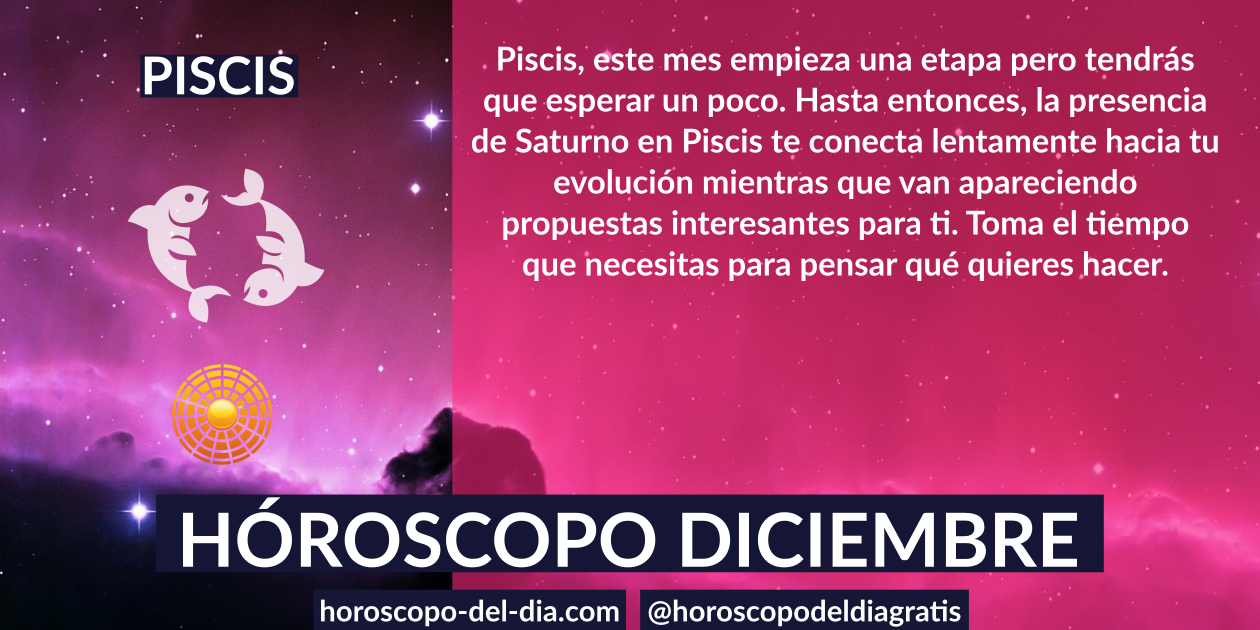 PISCIS
Piscis, este mes empieza una etapa pero tendrás
que esperar un poco. Hasta entonces, la presencia
de Saturno en Piscis te conecta lentamente hacia tu
evolución mientras que van apareciendo
propuestas interesantes para ti. Toma el tiempo
que necesitas para pensar qué quieres hacer.
HÓROSCOPO DICIEMBRE
horoscopo-del-dia.com
@horoscopodeldiagratis